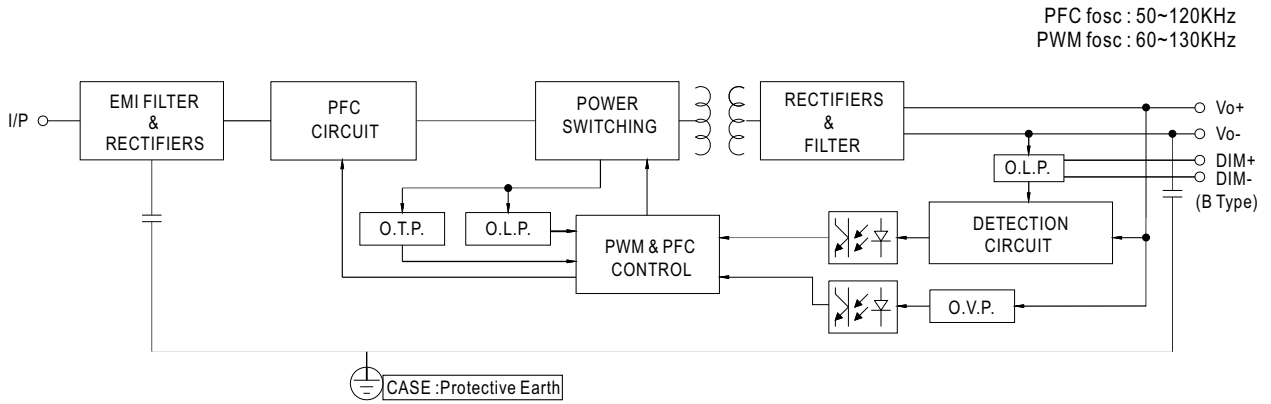 PFC fosc : 50~120KHz
PWM fosc : 60~130KHz
I/P
EMI FILTER
&
RECTIFIERS
PFC
CIRCUIT
POWER
SWITCHING
RECTIFIERS
&
FILTER
Vo+
Vo-
DIM+
DIM-
(B Type)
O.L.P.
O.T.P.
O.L.P.
PWM & PFC
CONTROL
DETECTION
CIRCUIT
O.V.P.
CASE :Protective Earth